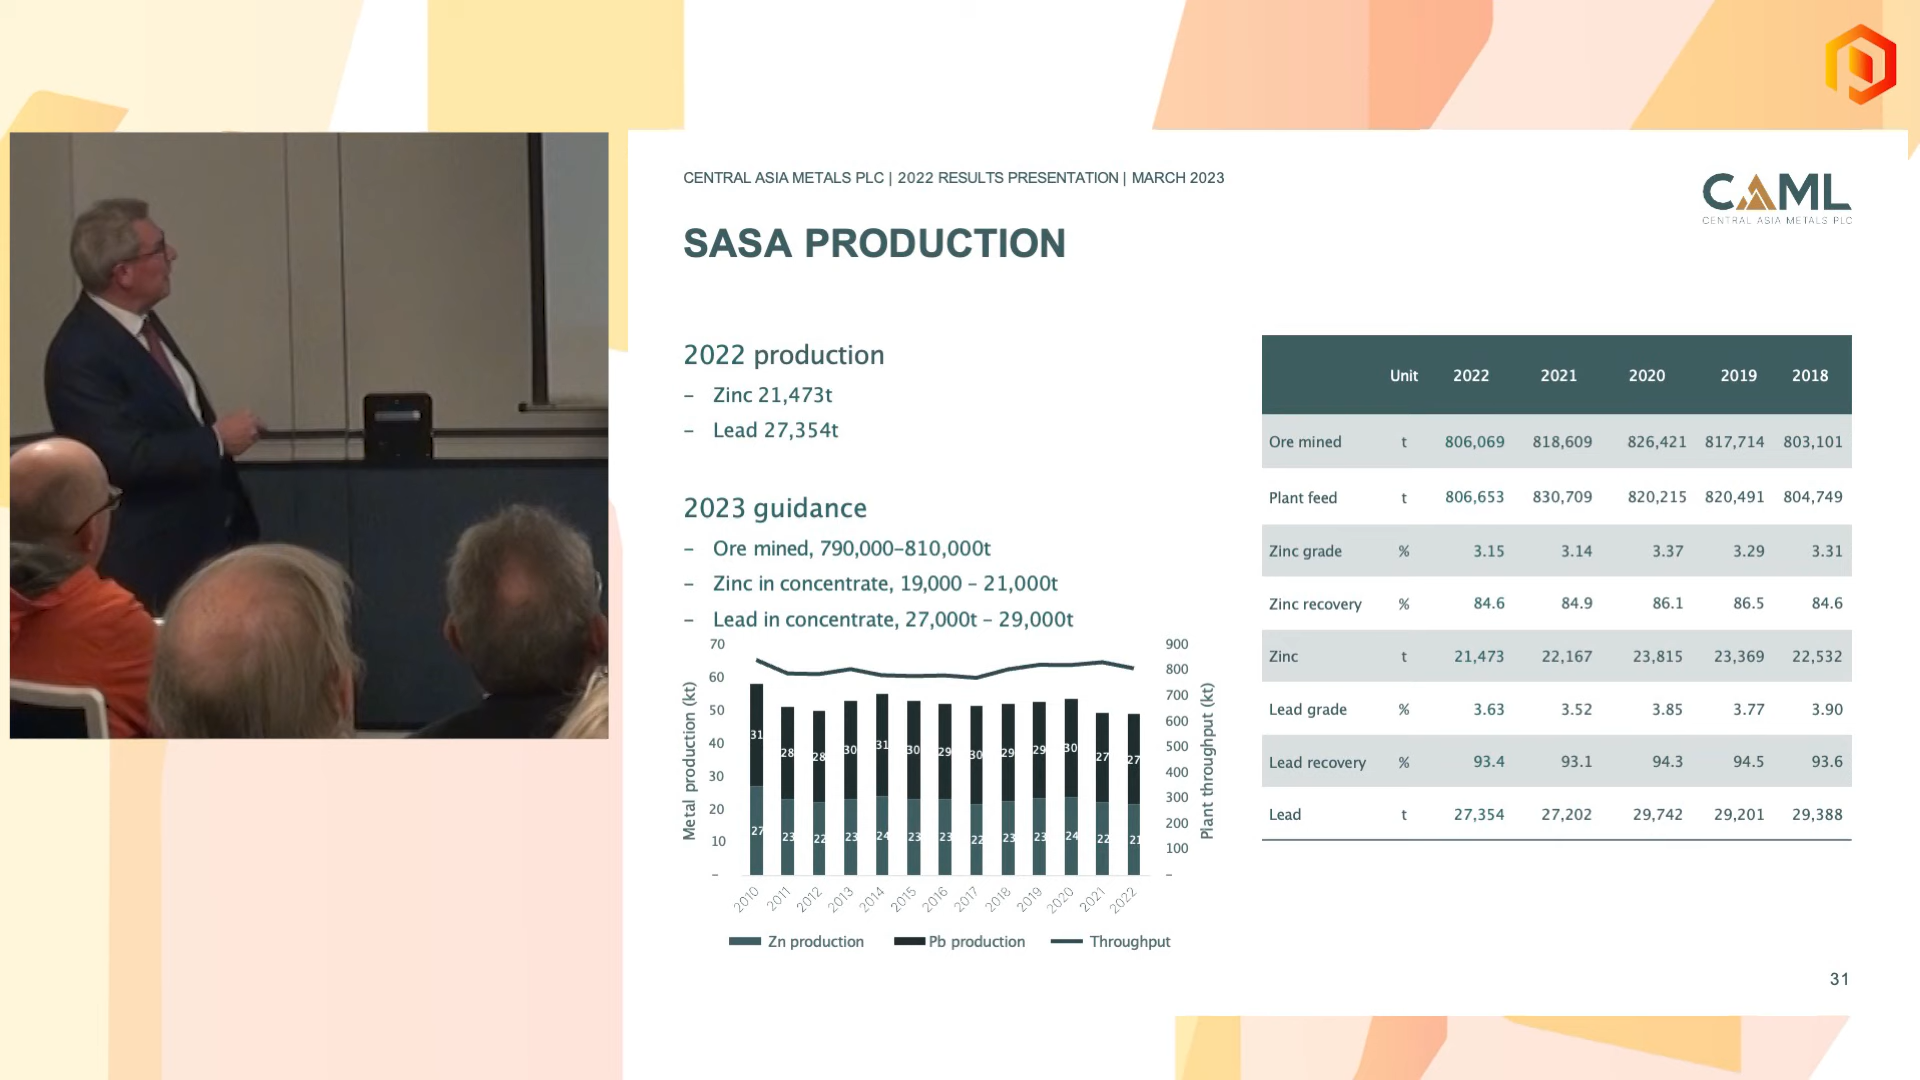 CENTRAL ASIA METALS PLC | 2022 RESULTS PRESENTATION | MARCH 2023
CAML
CENTRAL ASIA METALS PLC
SASA PRODUCTION
2022 production
– Zinc 21,473t
– Lead 27,354t
2023 guidance
– Ore mined, 790,000–810,000t
– Zinc in concentrate, 19,000 – 21,000t
– Lead in concentrate, 27,000t – 29,000t
Metal production (kt)
70
60
50
40
30
20
10
–
900
800
700
600
500
400
300
200
100
–
Plant throughput (kt)
31 28 28 30 31 30 29 30 29 29 30 27 27
27 23 22 23 24 23 23 22 23 23 24 22 21
2010 2011 2012 2013 2014 2015 2016 2017 2018 2019 2020 2021 2022
Zn production Pb production Throughput
Unit 2022 2021 2020 2019 2018
Ore mined t 806,069 818,609 826,421 817,714 803,101
Plant feed t 806,653 830,709 820,215 820,491 804,749
Zinc grade % 3.15 3.14 3.37 3.29 3.31
Zinc recovery % 84.6 84.9 86.1 86.5 84.6
Zinc t 21,473 22,167 23,815 23,369 22,532
Lead grade % 3.63 3.52 3.85 3.77 3.90
Lead recovery % 93.4 93.1 94.3 94.5 93.6
Lead t 27,354 27,202 29,742 29,201 29,388
31